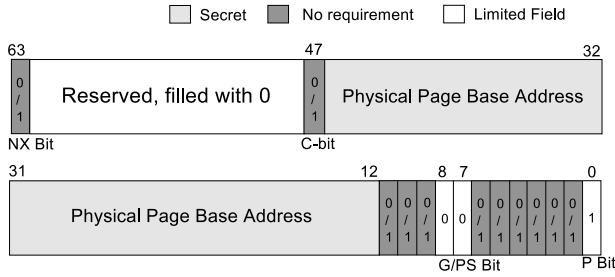 Secret No requirement Limited Field
63 47 32
0/1 Reserved, filled with 0 0/1 Physical Page Base Address
NX Bit C-bit
31 12 8 7 0
Physical Page Base Address 0/1 0/1 0/1 0 0 0/1 0/1 0/1 0/1 0/1 0/1 1
G/PS Bit P Bit